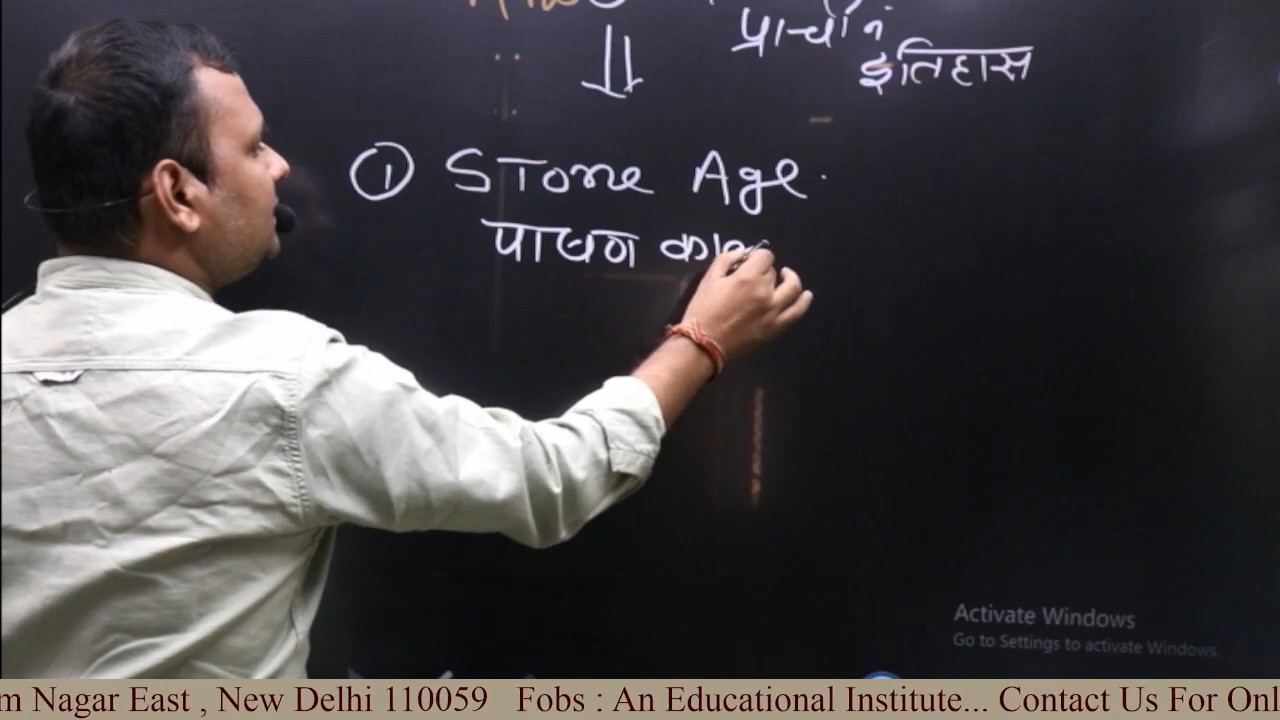 प्राचीन
इतिहास
① Stone Age.
पाषण का
Activate Windows
Go to Settings to activate Windows.
m Nagar East , New Delhi 110059 Fobs : An Educational Institute... Contact Us For Onl